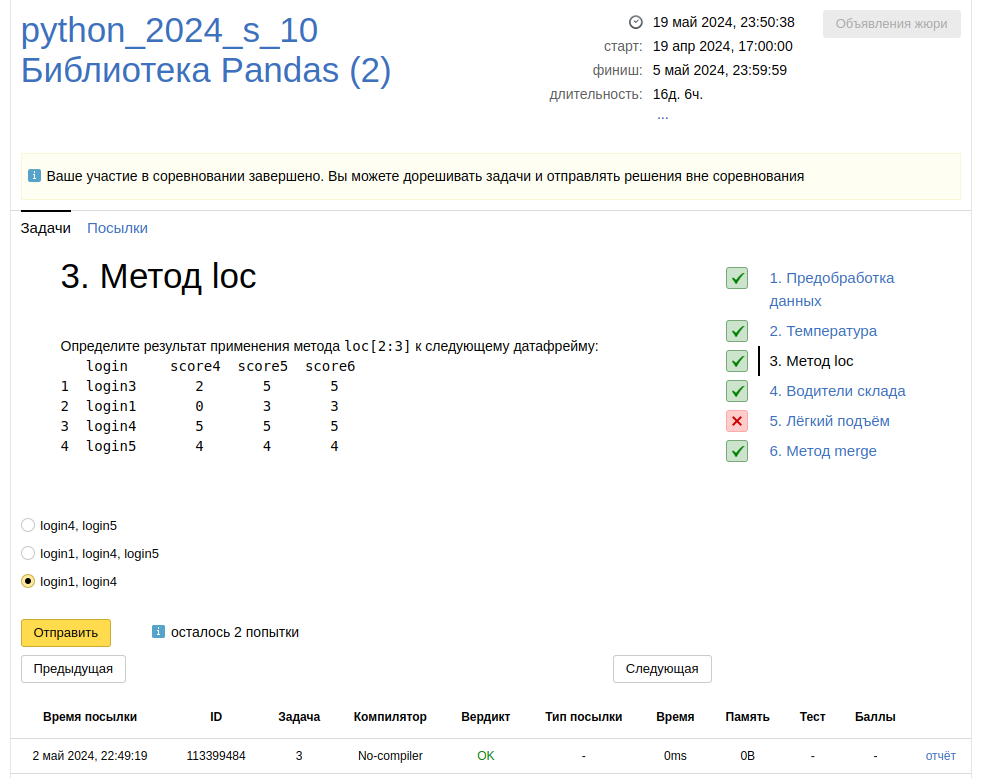 python_2024_s_10
Библиотека Pandas (2)
19 май 2024, 23:50:38
старт: 19 апр 2024, 17:00:00
финиш: 5 май 2024, 23:59:59
длительность: 16д. 6ч.
...
Объявления жюри
Ваше участие в соревновании завершено. Вы можете дорешивать задачи и отправлять решения вне соревнования
Задачи Посылки
3. Метод loc
Определите результат применения метода loc[2:3] к следующему датафрейму:
login score4 score5 score6
1 login3 2 5 5
2 login1 0 3 3
3 login4 5 5 5
4 login5 4 4 4
1. Предобработка
данных
2. Температура
3. Метод loc
4. Водители склада
5. Лёгкий подъём
6. Метод merge
login4, login5
login1, login4, login5
login1, login4
Отправить осталось 2 попытки
Предыдущая Следующая
Время посылки ID Задача Компилятор Вердикт Тип посылки Время Память Тест Баллы
2 май 2024, 22:49:19 113399484 3 No-compiler OK - 0ms 0B - - отчёт